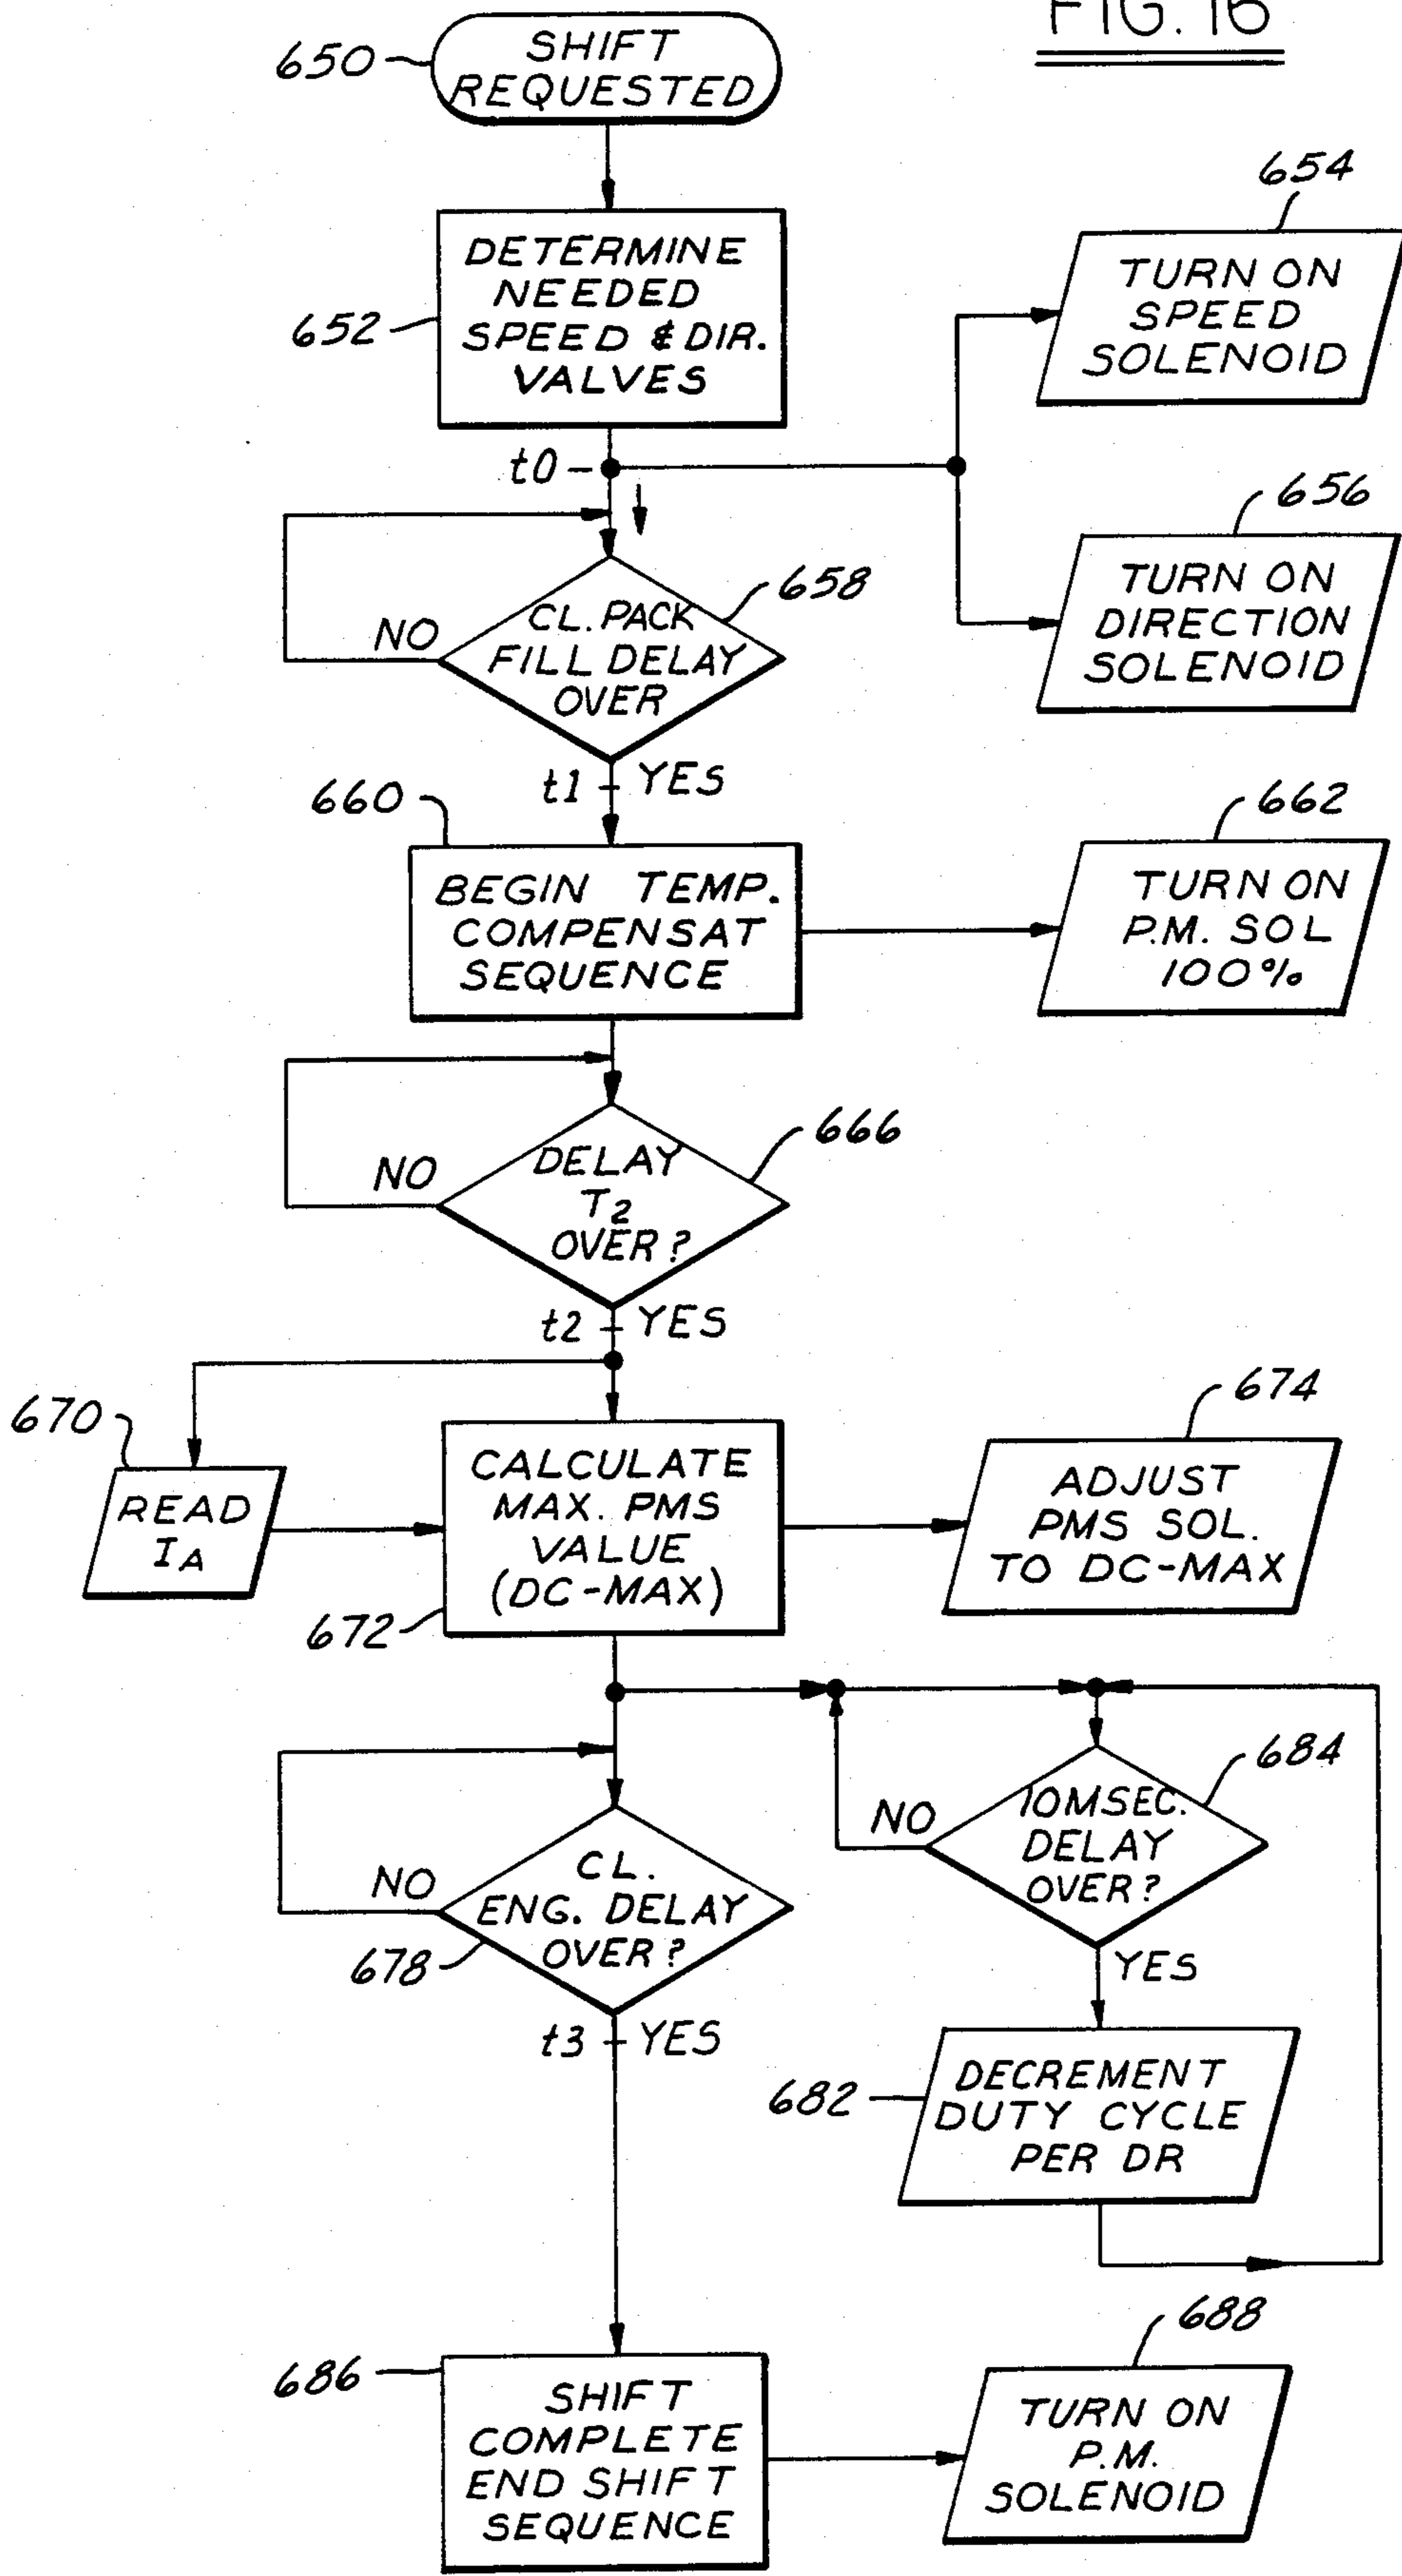 FIG. 16
650
SHIFT
REQUESTED
652
DETERMINE
NEEDED
SPEED & DIR.
VALVES
654
TURN ON
SPEED
SOLENOID
t0
656
TURN ON
DIRECTION
SOLENOID
658
CL. PACK
FILL DELAY
OVER
NO
t1
YES
660
BEGIN TEMP.
COMPENSAT
SEQUENCE
662
TURN ON
P.M. SOL
100%
666
DELAY
T2
OVER?
NO
t2
YES
670
READ
IA
672
CALCULATE
MAX. PMS
VALUE
(DC-MAX)
674
ADJUST
PMS SOL.
TO DC-MAX
678
CL.
ENG. DELAY
OVER?
NO
t3
YES
684
10MSEC.
DELAY
OVER?
NO
YES
682
DECREMENT
DUTY CYCLE
PER DR
686
SHIFT
COMPLETE
END SHIFT
SEQUENCE
688
TURN ON
P.M.
SOLENOID